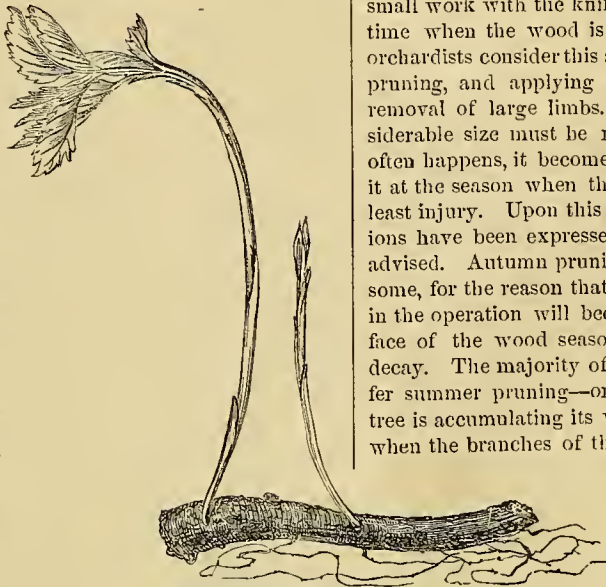 small work with the kni
time when the wood is
orchardists consider this
pruning, and applying
removal of large limbs.
siderable size must be
often happens, it become
it at the season when th
least injury. Upon this
ions have been expresse
advised. Autumn pruni
some, for the reason that
in the operation will bec
face of the wood seaso
decay. The majority of
fer summer pruning—or
tree is accumulating its
when the branches of th